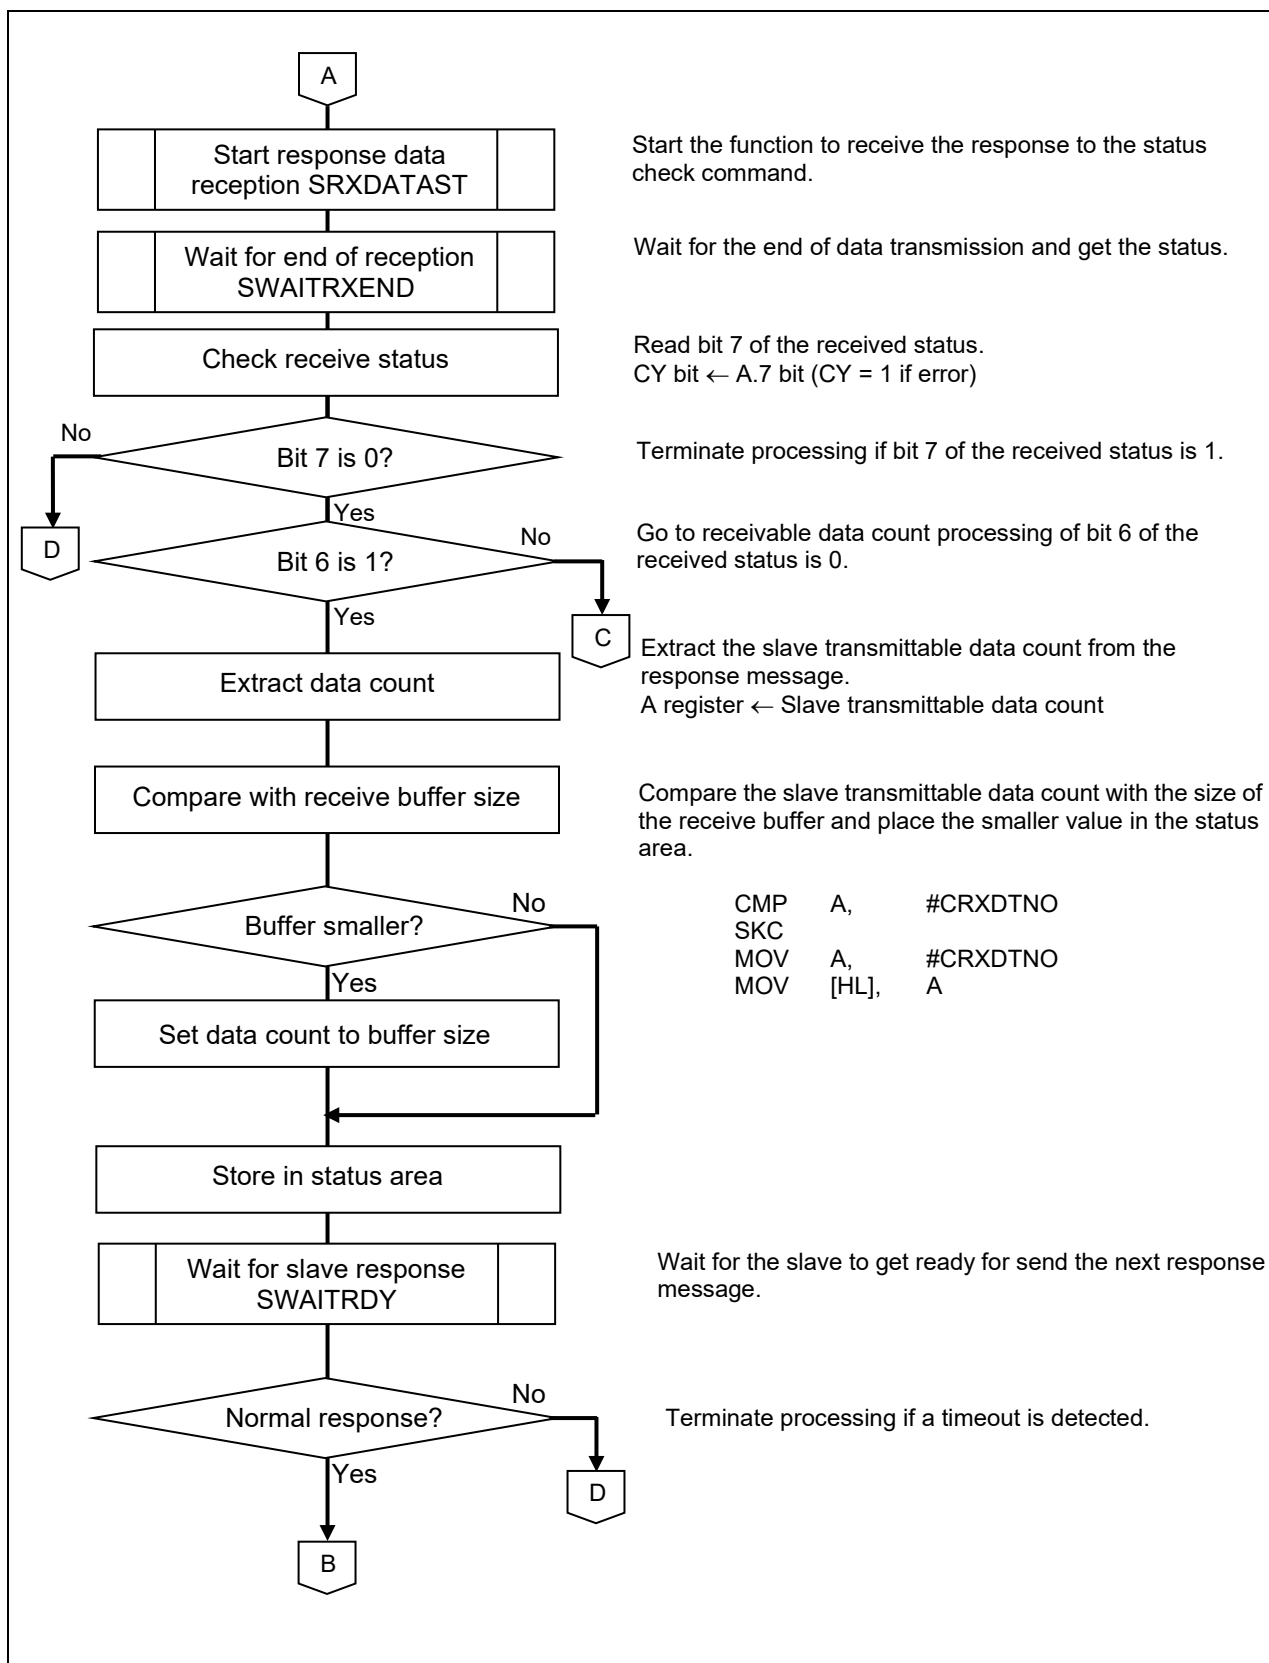 A
Start response data
reception SRXDATAST
Start the function to receive the response to the status
check command.
Wait for end of reception
SWAITRXEND
Wait for the end of data transmission and get the status.
Check receive status
Read bit 7 of the received status.
CY bit ← A.7 bit (CY = 1 if error)
No
Bit 7 is 0?
Terminate processing if bit 7 of the received status is 1.
Yes
D
No
Bit 6 is 1?
Go to receivable data count processing of bit 6 of the
received status is 0.
Yes
C
Extract data count
Extract the slave transmittable data count from the
response message.
A register ← Slave transmittable data count
Compare with receive buffer size
Compare the slave transmittable data count with the size of
the receive buffer and place the smaller value in the status
area.
No
Buffer smaller?
CMP A, #CRXDTNO
SKC
MOV A, #CRXDTNO
MOV [HL], A
Yes
Set data count to buffer size
Store in status area
Wait for slave response
SWAITRDY
Wait for the slave to get ready for send the next response
message.
No
Normal response?
Terminate processing if a timeout is detected.
Yes
D
B